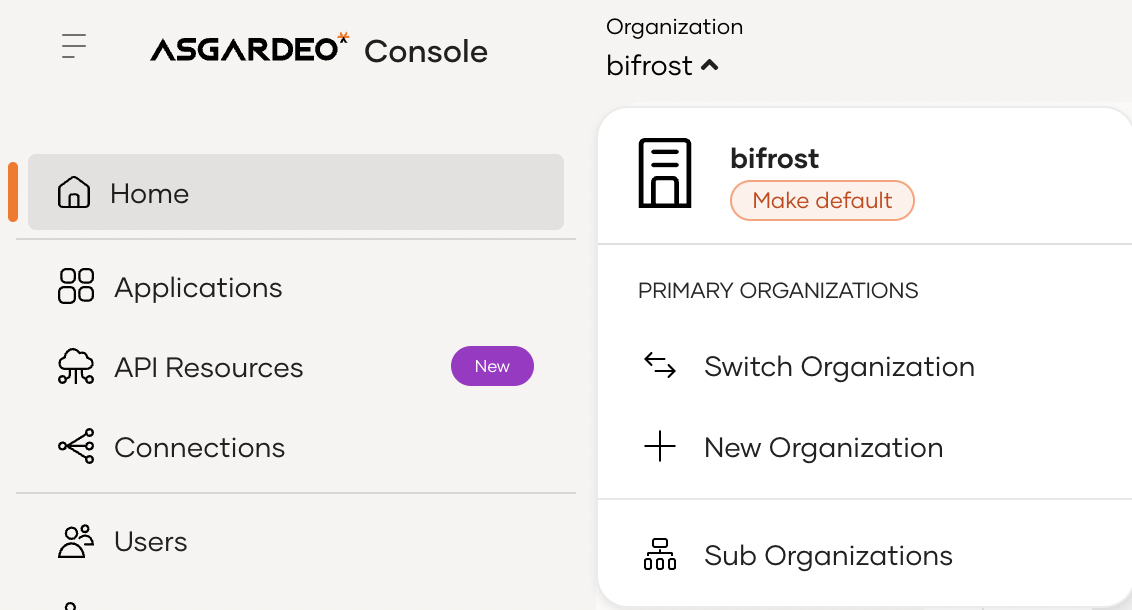 ASGARDEO Console
Home
Applications
API Resources
New
Connections
Users
Organization
bifrost
bifrost
Make default
PRIMARY ORGANIZATIONS
Switch Organization
New Organization
Sub Organizations